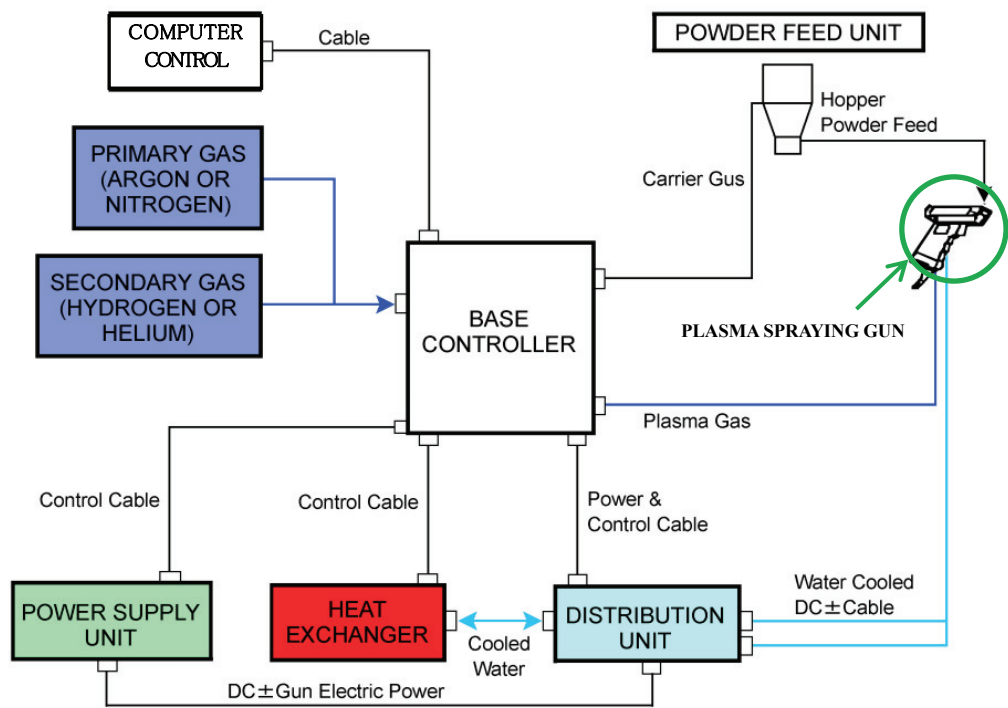 COMPUTER
CONTROL
Cable
POWDER FEED UNIT
Hopper
Powder Feed
PRIMARY GAS
(ARGON OR
NITROGEN)
Carrier Gus
SECONDARY GAS
(HYDROGEN OR
HELIUM)
BASE
CONTROLLER
PLASMA SPRAYING GUN
Plasma Gas
Control Cable
Control Cable
Power &
Control Cable
Water Cooled
DC±Cable
POWER SUPPLY
UNIT
HEAT
EXCHANGER
Cooled
Water
DISTRIBUTION
UNIT
DC±Gun Electric Power